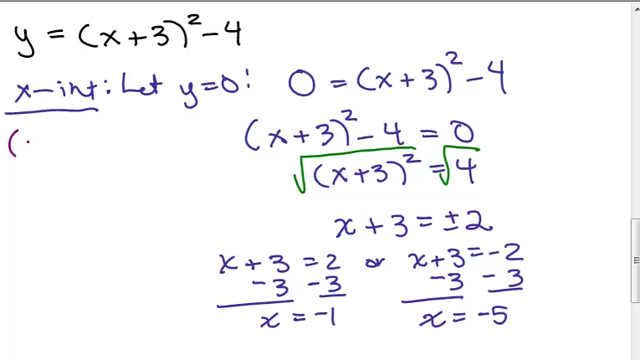 y = (x+3)² - 4
x-int: Let y=0: 0 = (x+3)² - 4
(x+3)² - 4 = 0
√(x+3)² = √4
x + 3 = ±2
x + 3 = 2 or x+3 = -2
-3 -3 -3 -3
x = -1 x = -5
(